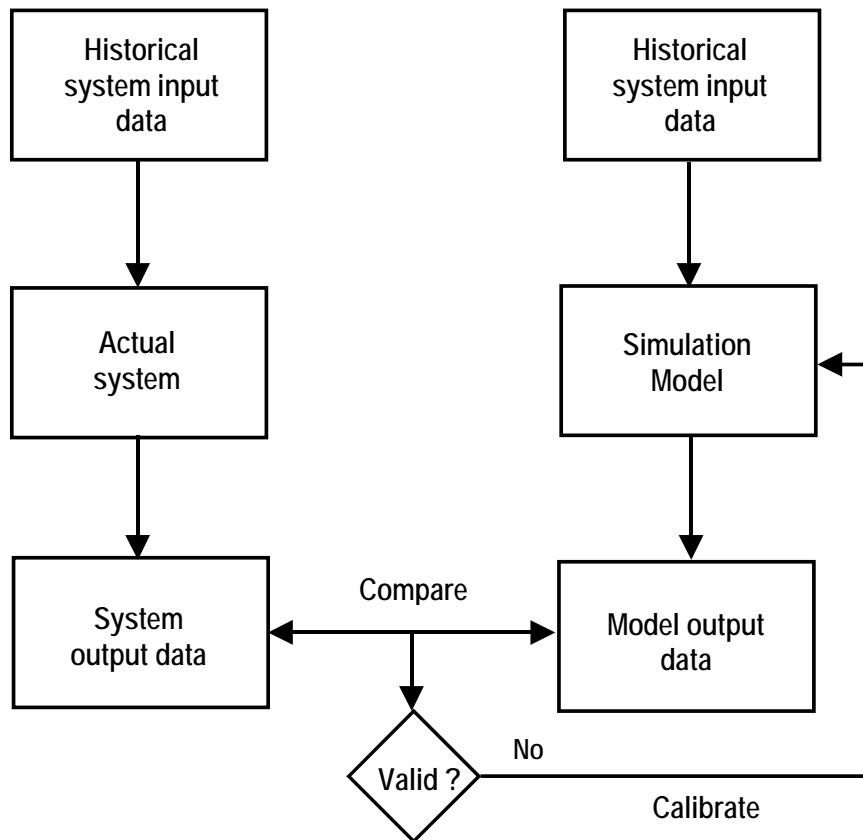 Historical
system input
data
Historical
system input
data
Actual
system
Simulation
Model
System
output data
Compare
Model output
data
Valid ?
No
Calibrate